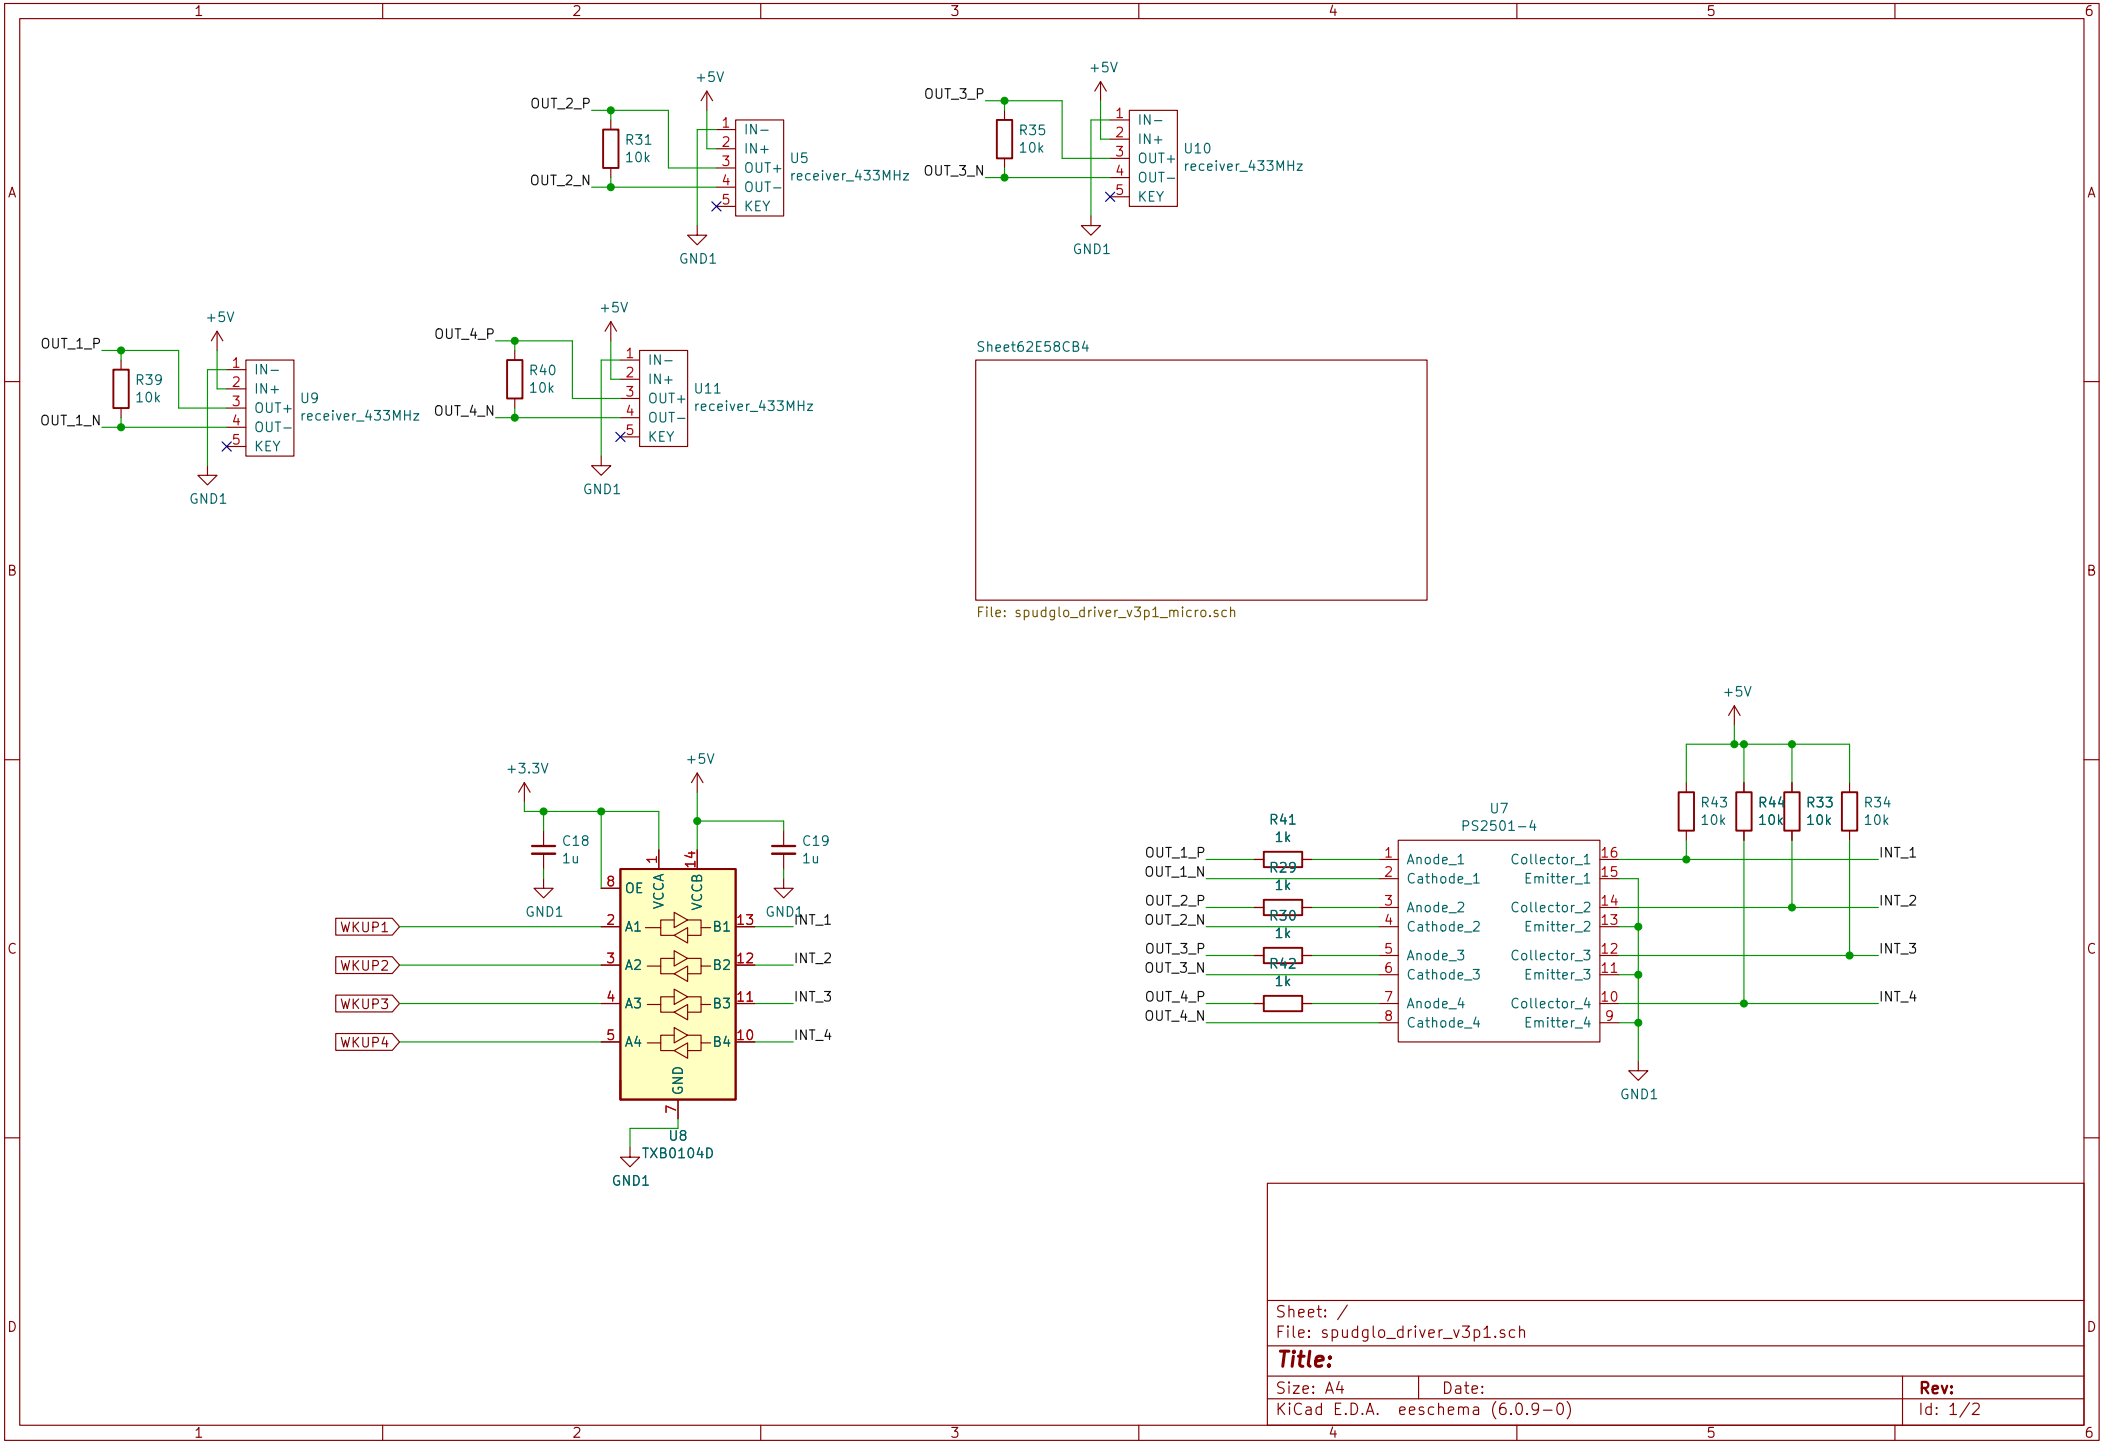 1 2 3 4 5 6
A A
B B
C C
D D
+5V
OUT_2_P
R31
10k
OUT_2_N
1 IN-
2 IN+
3 OUT+
4 OUT-
5 KEY
U5
receiver_433MHz
GND1
+5V
OUT_3_P
R35
10k
OUT_3_N
1 IN-
2 IN+
3 OUT+
4 OUT-
5 KEY
U10
receiver_433MHz
GND1
+5V
OUT_1_P
R39
10k
OUT_1_N
1 IN-
2 IN+
3 OUT+
4 OUT-
5 KEY
U9
receiver_433MHz
GND1
+5V
OUT_4_P
R40
10k
OUT_4_N
1 IN-
2 IN+
3 OUT+
4 OUT-
5 KEY
U11
receiver_433MHz
GND1
Sheet62E58CB4
File: spudglo_driver_v3p1_micro.sch
+3.3V
+5V
C18
1u
GND1
C19
1u
GND1
1 VCCA
14 VCCB
8 OE
WKUP1 2 A1 B1 13 INT_1
WKUP2 3 A2 B2 12 INT_2
WKUP3 4 A3 B3 11 INT_3
WKUP4 5 A4 B4 10 INT_4
GND
7
U8
TXB0104D
GND1
+5V
R43
10k
R44
10k
R33
10k
R34
10k
U7
PS2501-4
R41
1k
OUT_1_P 1 Anode_1 Collector_1 16 INT_1
OUT_1_N 2 Cathode_1 Emitter_1 15
R29
1k
OUT_2_P 3 Anode_2 Collector_2 14 INT_2
OUT_2_N 4 Cathode_2 Emitter_2 13
R30
1k
OUT_3_P 5 Anode_3 Collector_3 12 INT_3
OUT_3_N 6 Cathode_3 Emitter_3 11
R42
1k
OUT_4_P 7 Anode_4 Collector_4 10 INT_4
OUT_4_N 8 Cathode_4 Emitter_4 9
GND1
Sheet: /
File: spudglo_driver_v3p1.sch
Title:
Size: A4 Date: Rev:
KiCad E.D.A. eeschema (6.0.9-0) Id: 1/2
1 2 3 4 5 6